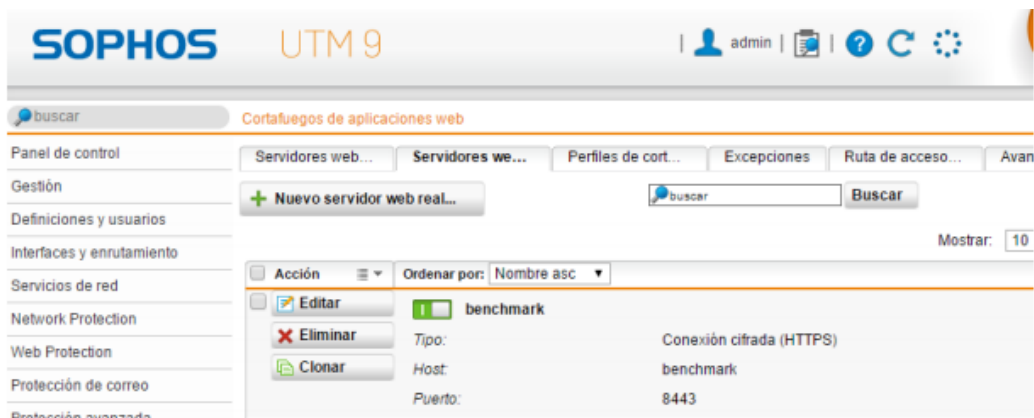 SOPHOS UTM 9
admin
buscar
Cortafuegos de aplicaciones web
Panel de control
Gestión
Definiciones y usuarios
Interfaces y enrutamiento
Servicios de red
Network Protection
Web Protection
Protección de correo
Protección avanzada
Servidores web... Servidores we... Perfiles de cort... Excepciones Ruta de acceso... Avan
+ Nuevo servidor web real... buscar Buscar
Mostrar: 10
Acción Ordenar por: Nombre asc
Editar benchmark
Eliminar Tipo: Conexión cifrada (HTTPS)
Clonar Host: benchmark
Puerto: 8443